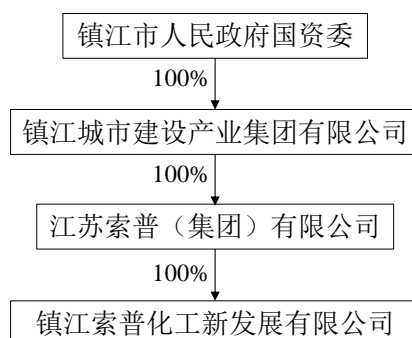 镇江市人民政府国资委
100%
镇江城市建设产业集团有限公司
100%
江苏索普（集团）有限公司
100%
镇江索普化工新发展有限公司